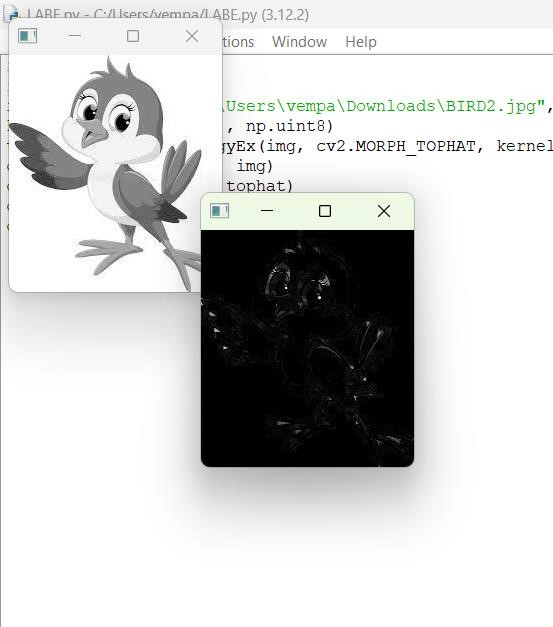 LABE.py - C:/Users/vempa/LABE.py (3.12.2)
tions Window Help
\Users\vempa\Downloads\BIRD2.jpg",
, np.uint8)
gyEx(img, cv2.MORPH_TOPHAT, kernel
img)
tophat)